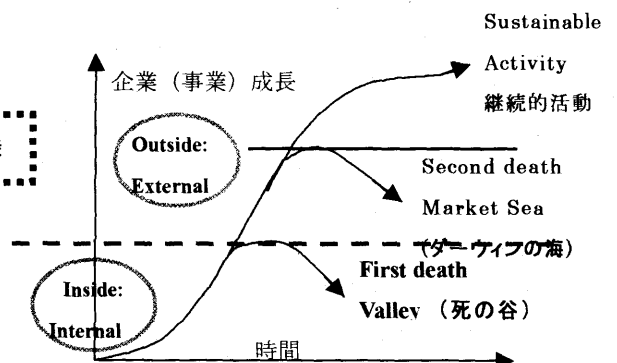 Sustainable
Activity
継続的活動
企業（事業）成長
Outside:
External
Second death
Market Sea
(ダーウィンの海)
First death
Valley （死の谷）
Inside:
Internal
時間